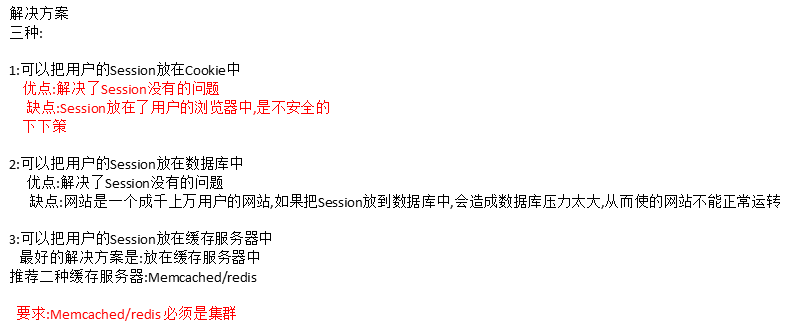 解决方案
三种:
1:可以把用户的Session放在Cookie中
优点:解决了Session没有的问题
缺点:Session放在了用户的浏览器中,是不安全的
下下策
2:可以把用户的Session放在数据库中
优点:解决了Session没有的问题
缺点:网站是一个成千上万用户的网站,如果把Session放到数据库中,会造成数据库压力太大,从而使的网站不能正常运转
3:可以把用户的Session放在缓存服务器中
最好的解决方案是:放在缓存服务器中
推荐二种缓存服务器:Memcached/redis
要求:Memcached/redis 必须是集群